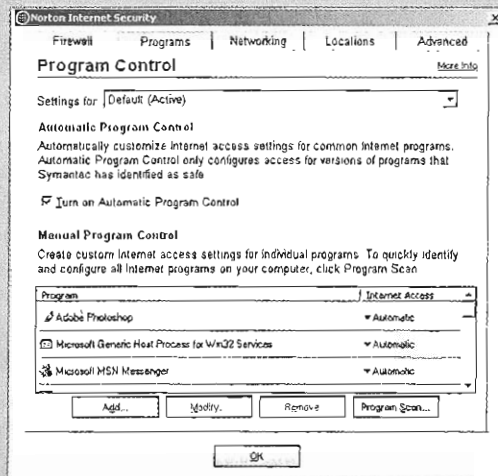 Norton Internet Security
Firewall Programs Networking Locations Advanced
Program Control More Info
Settings for Default (Active)
Automatic Program Control
Automatically customize Internet access settings for common Internet programs.
Automatic Program Control only configures access for versions of programs that
Symantec has identified as safe
Turn on Automatic Program Control
Manual Program Control
Create custom Internet access settings for individual programs To quickly identify
and configure all Internet programs on your computer, click Program Scan
Program Internet Access
Adobe Photoshop Automatic
Microsoft Generic Host Process for Win32 Services Automatic
Microsoft MSN Messenger Automatic
Add... Modify. Remove Program Scan...
OK